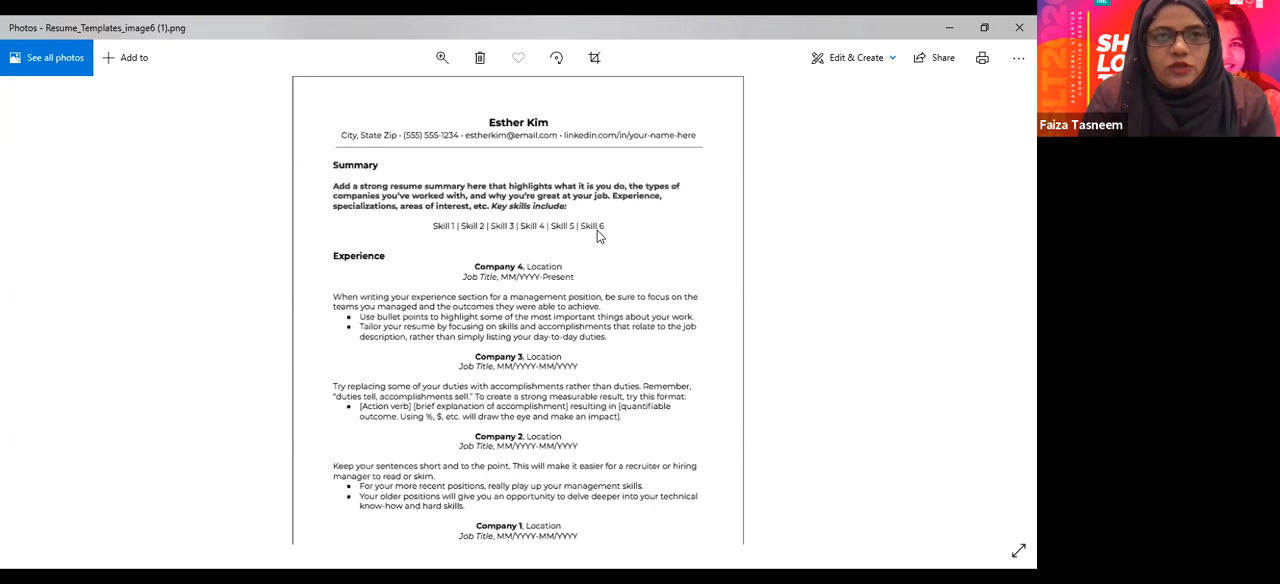 Photos - Resume_Templates_image6 (1).png
See all photos
Add to
Edit & Create
Share
Esther Kim
City, State Zip • (555) 555-1234 • estherkim@email.com • linkedin.com/in/your-name-here
Summary
Add a strong resume summary here that highlights what it is you do, the types of
companies you've worked with, and why you're great at your job. Experience,
specializations, areas of interest, etc. Key skills include:
Skill 1 | Skill 2 | Skill 3 | Skill 4 | Skill 5 | Skill 6
Experience
Company 4, Location
Job Title, MM/YYYY-Present
When writing your experience section for a management position, be sure to focus on the
teams you managed and the outcomes they were able to achieve.
• Use bullet points to highlight some of the most important things about your work.
• Tailor your resume by focusing on skills and accomplishments that relate to the job
description, rather than simply listing your day-to-day duties.
Company 3, Location
Job Title, MM/YYYY-MM/YYYY
Try replacing some of your duties with accomplishments rather than duties. Remember,
"duties tell, accomplishments sell." To create a strong measurable result, try this format:
• [Action verb] [brief explanation of accomplishment] resulting in [quantifiable
outcome. Using %, $, etc. will draw the eye and make an impact].
Company 2, Location
Job Title, MM/YYYY-MM/YYYY
Keep your sentences short and to the point. This will make it easier for a recruiter or hiring
manager to read or skim.
• For your more recent positions, really play up your management skills.
• Your older positions will give you an opportunity to delve deeper into your technical
know-how and hard skills.
Company 1, Location
Job Title, MM/YYYY-MM/YYYY
Faiza Tasneem